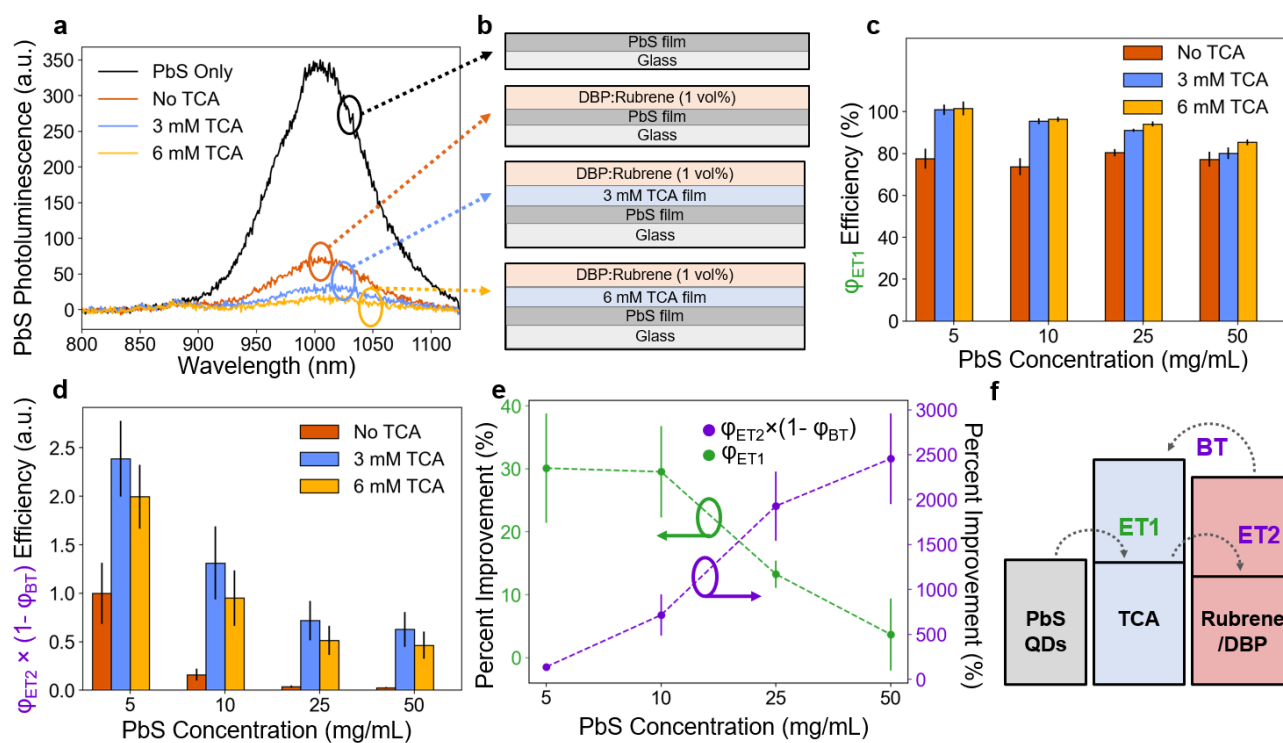 a
PbS Photoluminescence (a.u.)
350
300
250
200
150
100
50
0
PbS Only
No TCA
3 mM TCA
6 mM TCA
800
850
900
950
1000
1050
1100
Wavelength (nm)
b
PbS film
Glass
DBP:Rubrene (1 vol%)
PbS film
Glass
DBP:Rubrene (1 vol%)
3 mM TCA film
PbS film
Glass
DBP:Rubrene (1 vol%)
6 mM TCA film
PbS film
Glass
c
φET1 Efficiency (%)
100
80
60
40
20
0
No TCA
3 mM TCA
6 mM TCA
5
10
25
50
PbS Concentration (mg/mL)
d
φET2 × (1- φBT) Efficiency (a.u.)
2.5
2.0
1.5
1.0
0.5
0.0
No TCA
3 mM TCA
6 mM TCA
5
10
25
50
PbS Concentration (mg/mL)
e
Percent Improvement (%)
40
30
20
10
0
φET2×(1- φBT)
φET1
3000
2500
2000
1500
1000
500
0
Percent Improvement (%)
5
10
25
50
PbS Concentration (mg/mL)
f
BT
ET1
ET2
PbS
QDs
TCA
Rubrene
/DBP